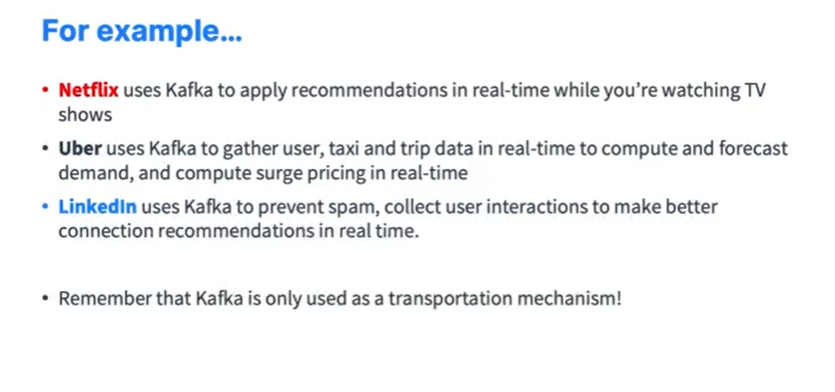 For example...
• Netflix uses Kafka to apply recommendations in real-time while you're watching TV
shows
• Uber uses Kafka to gather user, taxi and trip data in real-time to compute and forecast
demand, and compute surge pricing in real-time
• LinkedIn uses Kafka to prevent spam, collect user interactions to make better
connection recommendations in real time.
• Remember that Kafka is only used as a transportation mechanism!